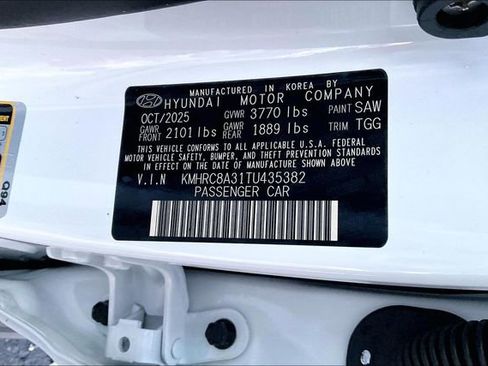 MANUFACTURED IN KOREA BY
HYUNDAI MOTOR COMPANY
OCT/2025 GVWR 3770 lbs PAINT SAW
GAWR FRONT 2101 lbs GAWR REAR 1889 lbs TRIM TGG
THIS VEHICLE CONFORMS TO ALL APPLICABLE U.S.A. FEDERAL
MOTOR VEHICLE SAFETY, BUMPER, AND THEFT PREVENTION STANDARDS
IN EFFECT ON THE DATE OF MANUFACTURE SHOWN ABOVE
V.I.N KMHRC8A31TU435382
PASSENGER CAR